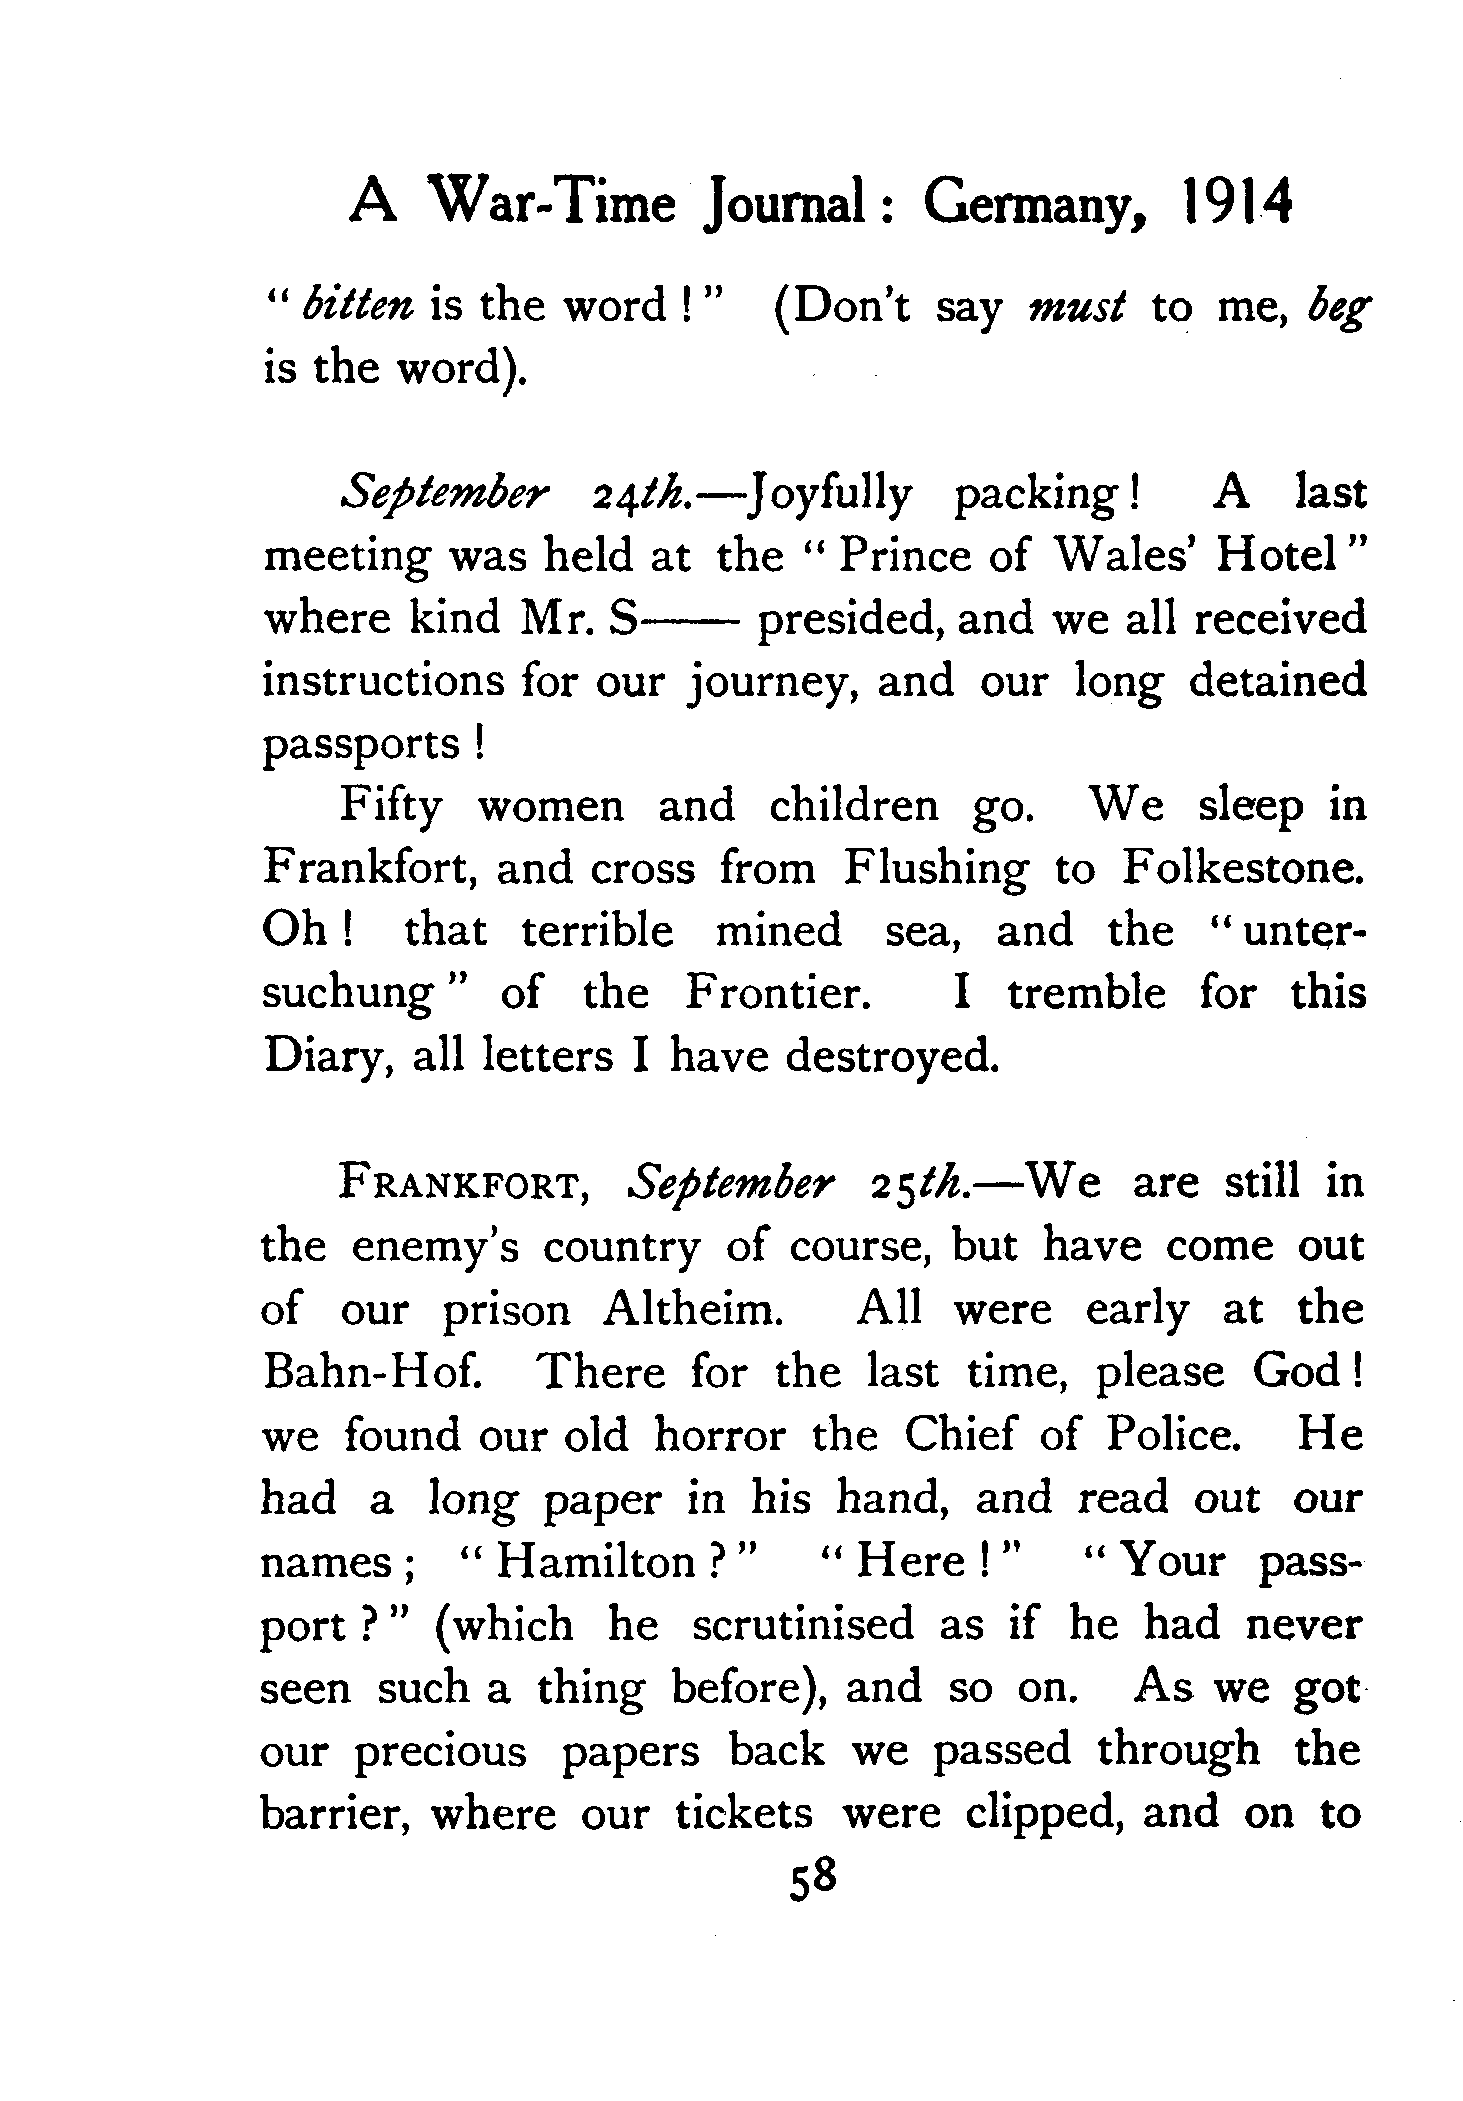 A War-Time Journal: Germany, 1914
" bitten is the word ! " (Don't say must to me, beg
is the word).
September 24th.—Joyfully packing ! A last
meeting was held at the " Prince of Wales' Hotel "
where kind Mr. S—— presided, and we all received
instructions for our journey, and our long detained
passports !
Fifty women and children go. We sleep in
Frankfort, and cross from Flushing to Folkestone.
Oh ! that terrible mined sea, and the " unter-
suchung " of the Frontier. I tremble for this
Diary, all letters I have destroyed.
FRANKFORT, September 25th.—We are still in
the enemy's country of course, but have come out
of our prison Altheim. All were early at the
Bahn-Hof. There for the last time, please God !
we found our old horror the Chief of Police. He
had a long paper in his hand, and read out our
names ; " Hamilton ? " " Here ! " " Your pass-
port ? " (which he scrutinised as if he had never
seen such a thing before), and so on. As we got
our precious papers back we passed through the
barrier, where our tickets were clipped, and on to
58